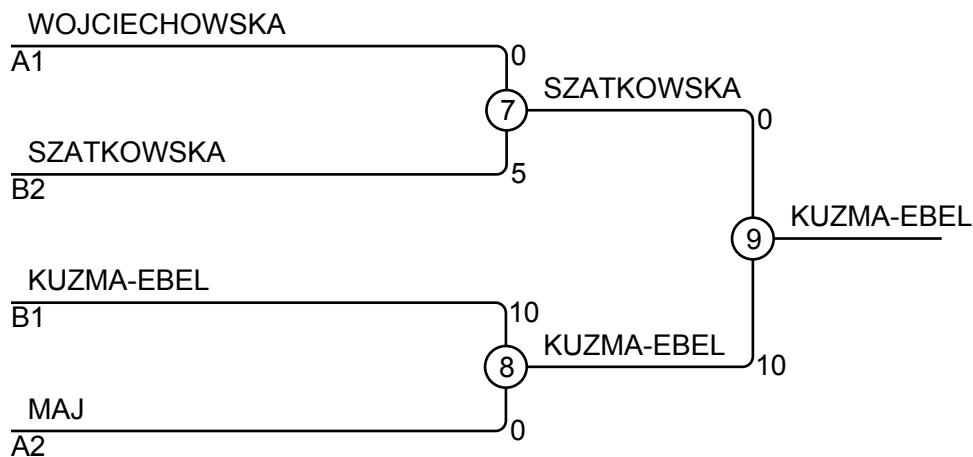 WOJCIECHOWSKA
A1
0
7
SZATKOWSKA
0
SZATKOWSKA
B2
5
9
KUZMA-EBEL
KUZMA-EBEL
B1
10
8
KUZMA-EBEL
10
MAJ
A2
0